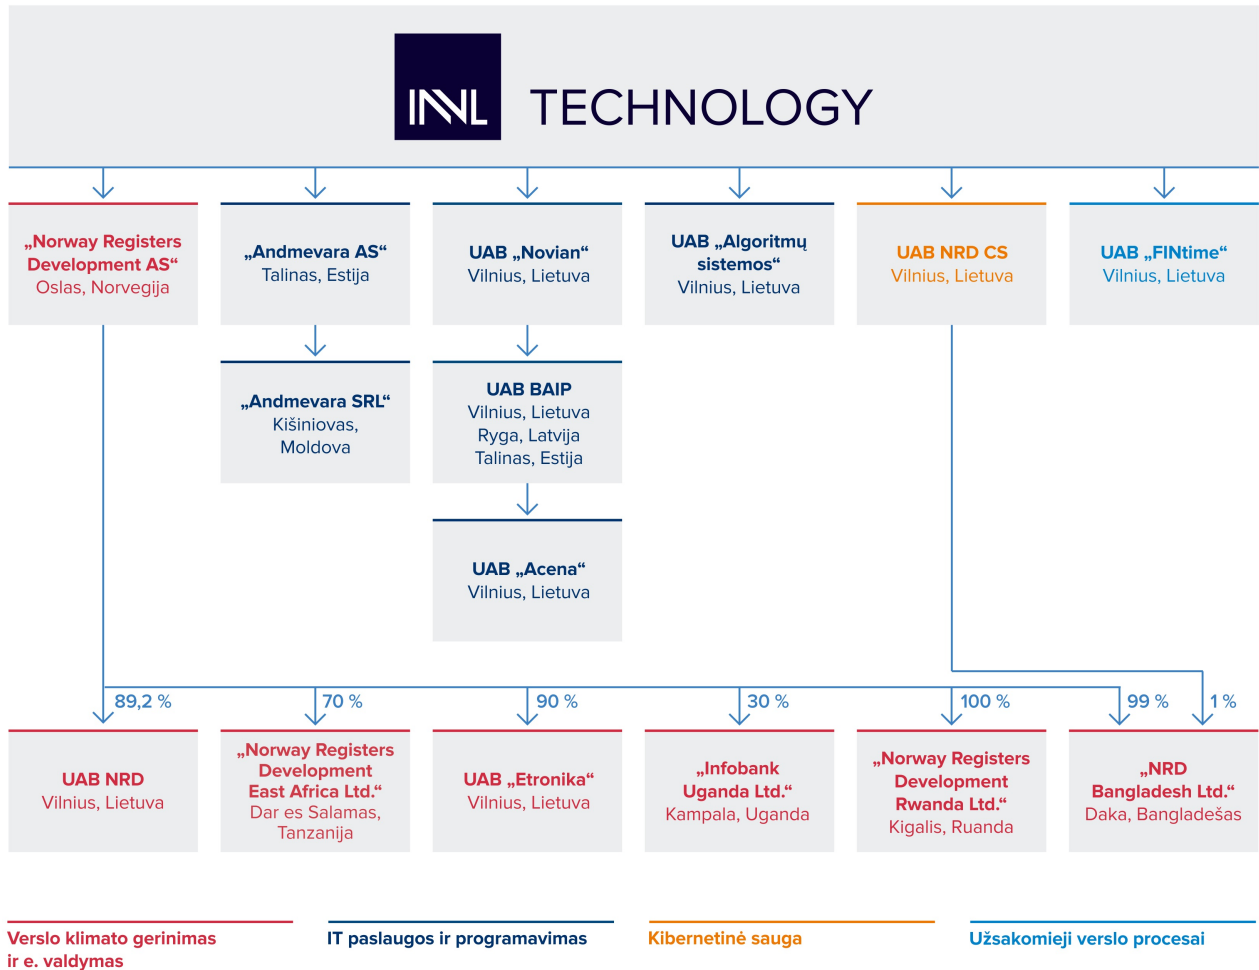 INVL TECHNOLOGY
„Norway Registers
Development AS“
Oslas, Norvegija
„Andmevara AS“
Talinas, Estija
UAB „Novian“
Vilnius, Lietuva
UAB „Algoritmų
sistemos“
Vilnius, Lietuva
UAB NRD CS
Vilnius, Lietuva
UAB „FINtime“
Vilnius, Lietuva
„Andmevara SRL“
Kišiniovas,
Moldova
UAB BAIP
Vilnius, Lietuva
Ryga, Latvija
Talinas, Estija
UAB „Acena“
Vilnius, Lietuva
89,2 %
70 %
90 %
30 %
100 %
99 %
1 %
UAB NRD
Vilnius, Lietuva
„Norway Registers
Development
East Africa Ltd.“
Dar es Salamas,
Tanzanija
UAB „Etronika“
Vilnius, Lietuva
„Infobank
Uganda Ltd.“
Kampala, Uganda
„Norway Registers
Development
Rwanda Ltd.“
Kigalis, Ruanda
„NRD
Bangladesh Ltd.“
Daka, Bangladešas
Verslo klimato gerinimas
ir e. valdymas
IT paslaugos ir programavimas
Kibernetinė sauga
Užsakomieji verslo procesai